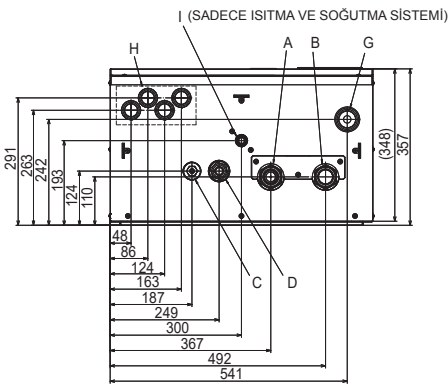 I (SADECE ISITMA VE SOĞUTMA SİSTEMİ)
H
A
B
G
291
263
242
193
124
110
(348)
357
48
86
124
163
187
249
300
367
492
541
C
D